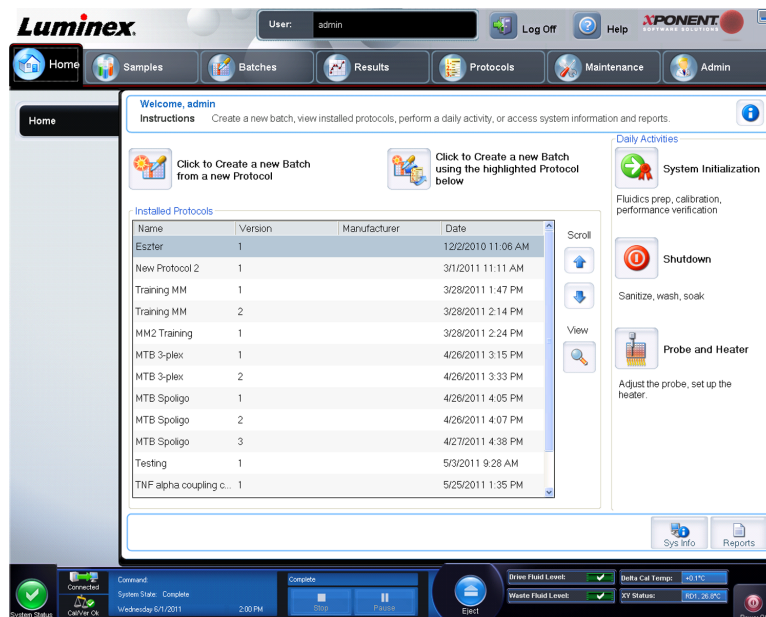 Luminex.
User: admin
Log Off
Help
XPONENT.
SOFTWARE SOLUTIONS
Home
Samples
Batches
Results
Protocols
Maintenance
Admin
Home
Welcome, admin
Instructions Create a new batch, view installed protocols, perform a daily activity, or access system information and reports.
Click to Create a new Batch
from a new Protocol
Click to Create a new Batch
using the highlighted Protocol
below
Installed Protocols
Name Version Manufacturer Date
Eszter 1 12/2/2010 11:06 AM
New Protocol 2 1 3/1/2011 11:11 AM
Training MM 1 3/28/2011 1:47 PM
Training MM 2 3/28/2011 2:14 PM
MM2 Training 1 3/28/2011 2:24 PM
MTB 3-plex 1 4/26/2011 3:15 PM
MTB 3-plex 2 4/26/2011 3:33 PM
MTB Spoligo 1 4/26/2011 4:05 PM
MTB Spoligo 2 4/26/2011 4:07 PM
MTB Spoligo 3 4/27/2011 4:38 PM
Testing 1 5/3/2011 9:28 AM
TNF alpha coupling c... 1 5/25/2011 1:35 PM
Scroll
View
Daily Activities
System Initialization
Fluidics prep, calibration,
performance verification
Shutdown
Sanitize, wash, soak
Probe and Heater
Adjust the probe, set up the
heater.
Sys Info
Reports
System Status
Connected
Cal/Ver Ok
Command:
System State: Complete
Wednesday 6/1/2011 2:00 PM
Complete
Stop
Pause
Eject
Drive Fluid Level:
Waste Fluid Level:
Delta Cal Temp: +0.1°C
XY Status: RD1, 26.8°C